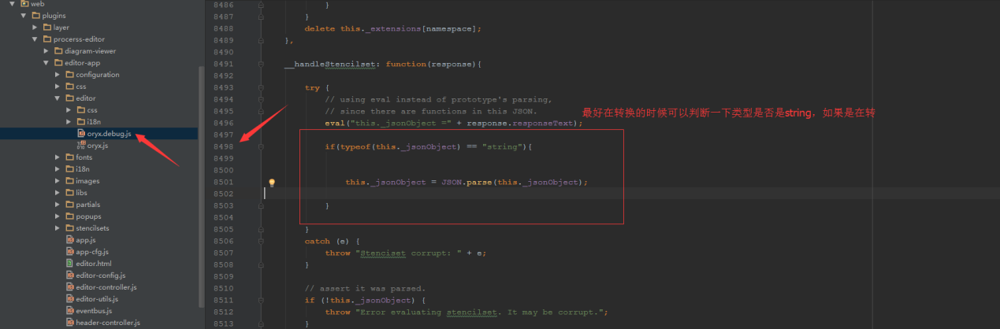 web
plugins
layer
procerss-editor
diagram-viewer
editor-app
configuration
css
editor
css
i18n
oryx.debug.js
oryx.js
fonts
i18n
images
libs
partials
popups
stencilsets
app.js
app-cfg.js
editor.html
editor-config.js
editor-controller.js
editor-utils.js
eventbus.js
header-controller.js
8486 }
8487 }
8488 delete this._extensions[namespace];
8489 },
8490
8491 __handleStencilset: function(response){
8492
8493 try {
8494 // using eval instead of prototype's parsing,
8495 // since there are functions in this JSON.
最好在转换的时候可以判断一下类型是否是string，如果是在转
8496 eval("this._jsonObject =" + response.responseText);
8497
8498 if(typeof(this._jsonObject) == "string"){
8499
8500
8501 this._jsonObject = JSON.parse(this._jsonObject);
8502
8503 }
8504
8505 }
8506 catch (e) {
8507 throw "Stenciset corrupt: " + e;
8508 }
8509
8510 // assert it was parsed.
8511 if (!this._jsonObject) {
8512 throw "Error evaluating stencilset. It may be corrupt.";
8513 }